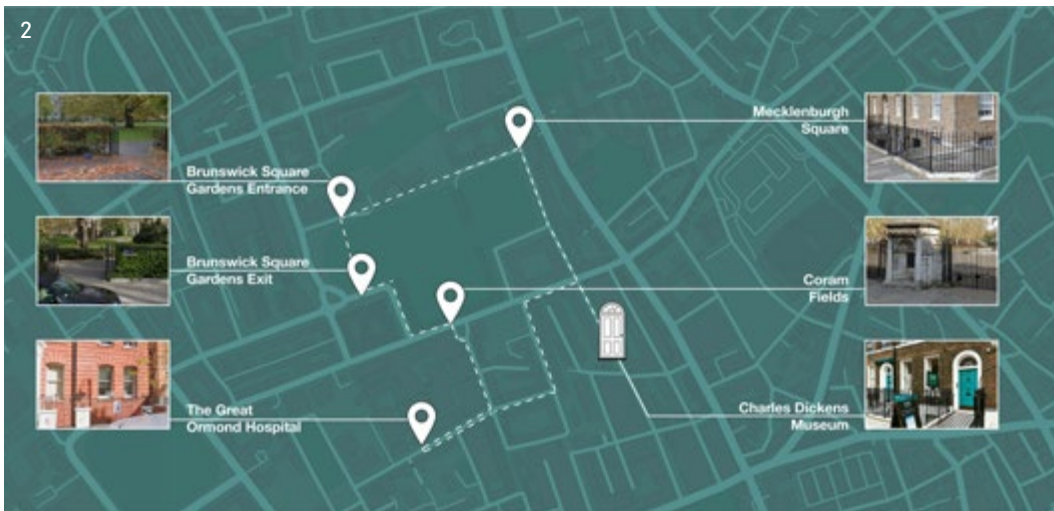 2
Brunswick Square
Gardens Entrance
Brunswick Square
Gardens Exit
The Great
Ormond Hospital
Mecklenburgh
Square
Coram
Fields
Charles Dickens
Museum